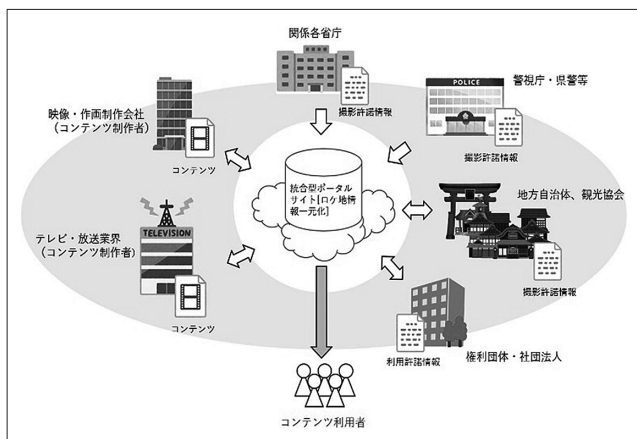 関係各省庁
撮影許諾情報
映像・作画制作会社
（コンテンツ制作者）
コンテンツ
POLICE
警視庁・県警等
撮影許諾情報
統合型ポータル
サイト[ロケ地情
報一元化]
地方自治体、観光協会
撮影許諾情報
テレビ・放送業界
（コンテンツ制作者）
TELEVISION
コンテンツ
利用許諾情報
権利団体・社団法人
コンテンツ利用者